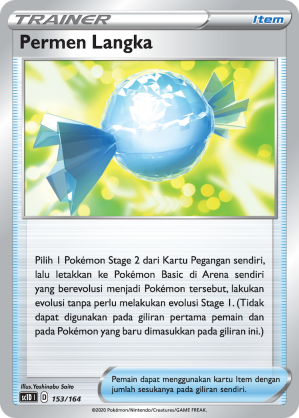 TRAINER
Item
Permen Langka
Pilih 1 Pokémon Stage 2 dari Kartu Pegangan sendiri,
lalu letakkan ke Pokémon Basic di Arena sendiri
yang berevolusi menjadi Pokémon tersebut, lakukan
evolusi tanpa perlu melakukan evolusi Stage 1. (Tidak
dapat digunakan pada giliran pertama pemain dan
pada Pokémon yang baru dimasukkan pada giliran ini.)
Illus. Yoshinobu Saito
Pemain dapat menggunakan kartu Item dengan
jumlah sesukanya pada giliran sendiri.
153/164
©2020 Pokémon/Nintendo/Creatures/GAME FREAK.